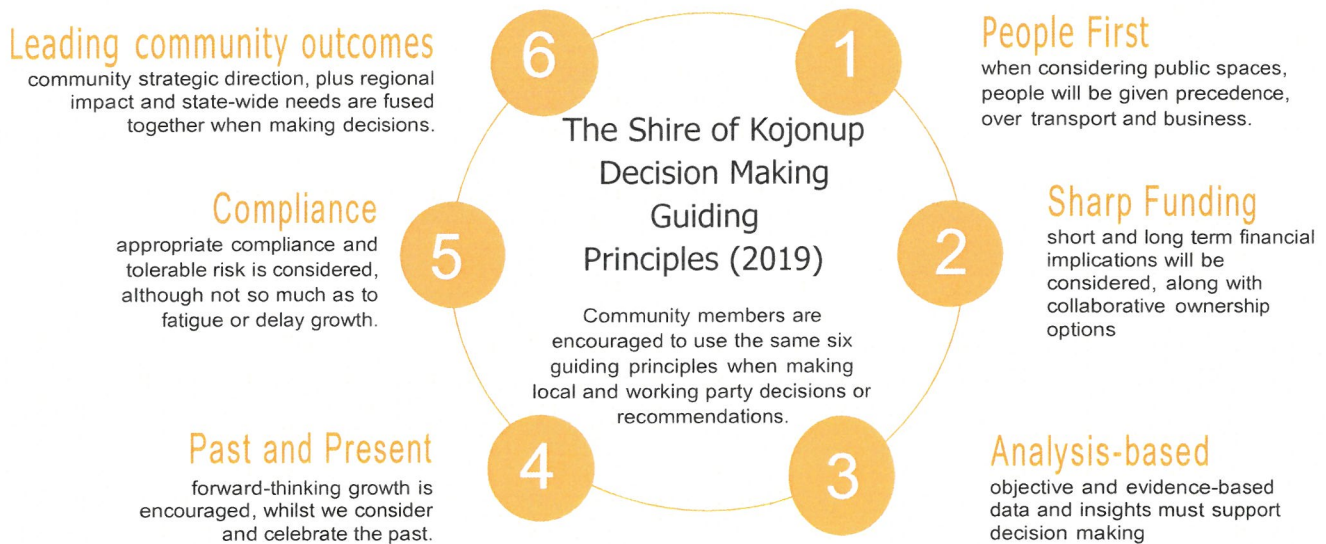 The Shire of Kojonup
Decision Making
Guiding
Principles (2019)
Community members are
encouraged to use the same six
guiding principles when making
local and working party decisions or
recommendations.
1
People First
when considering public spaces,
people will be given precedence,
over transport and business.
2
Sharp Funding
short and long term financial
implications will be
considered, along with
collaborative ownership
options
3
Analysis-based
objective and evidence-based
data and insights must support
decision making
4
Past and Present
forward-thinking growth is
encouraged, whilst we consider
and celebrate the past.
5
Compliance
appropriate compliance and
tolerable risk is considered,
although not so much as to
fatigue or delay growth.
6
Leading community outcomes
community strategic direction, plus regional
impact and state-wide needs are fused
together when making decisions.